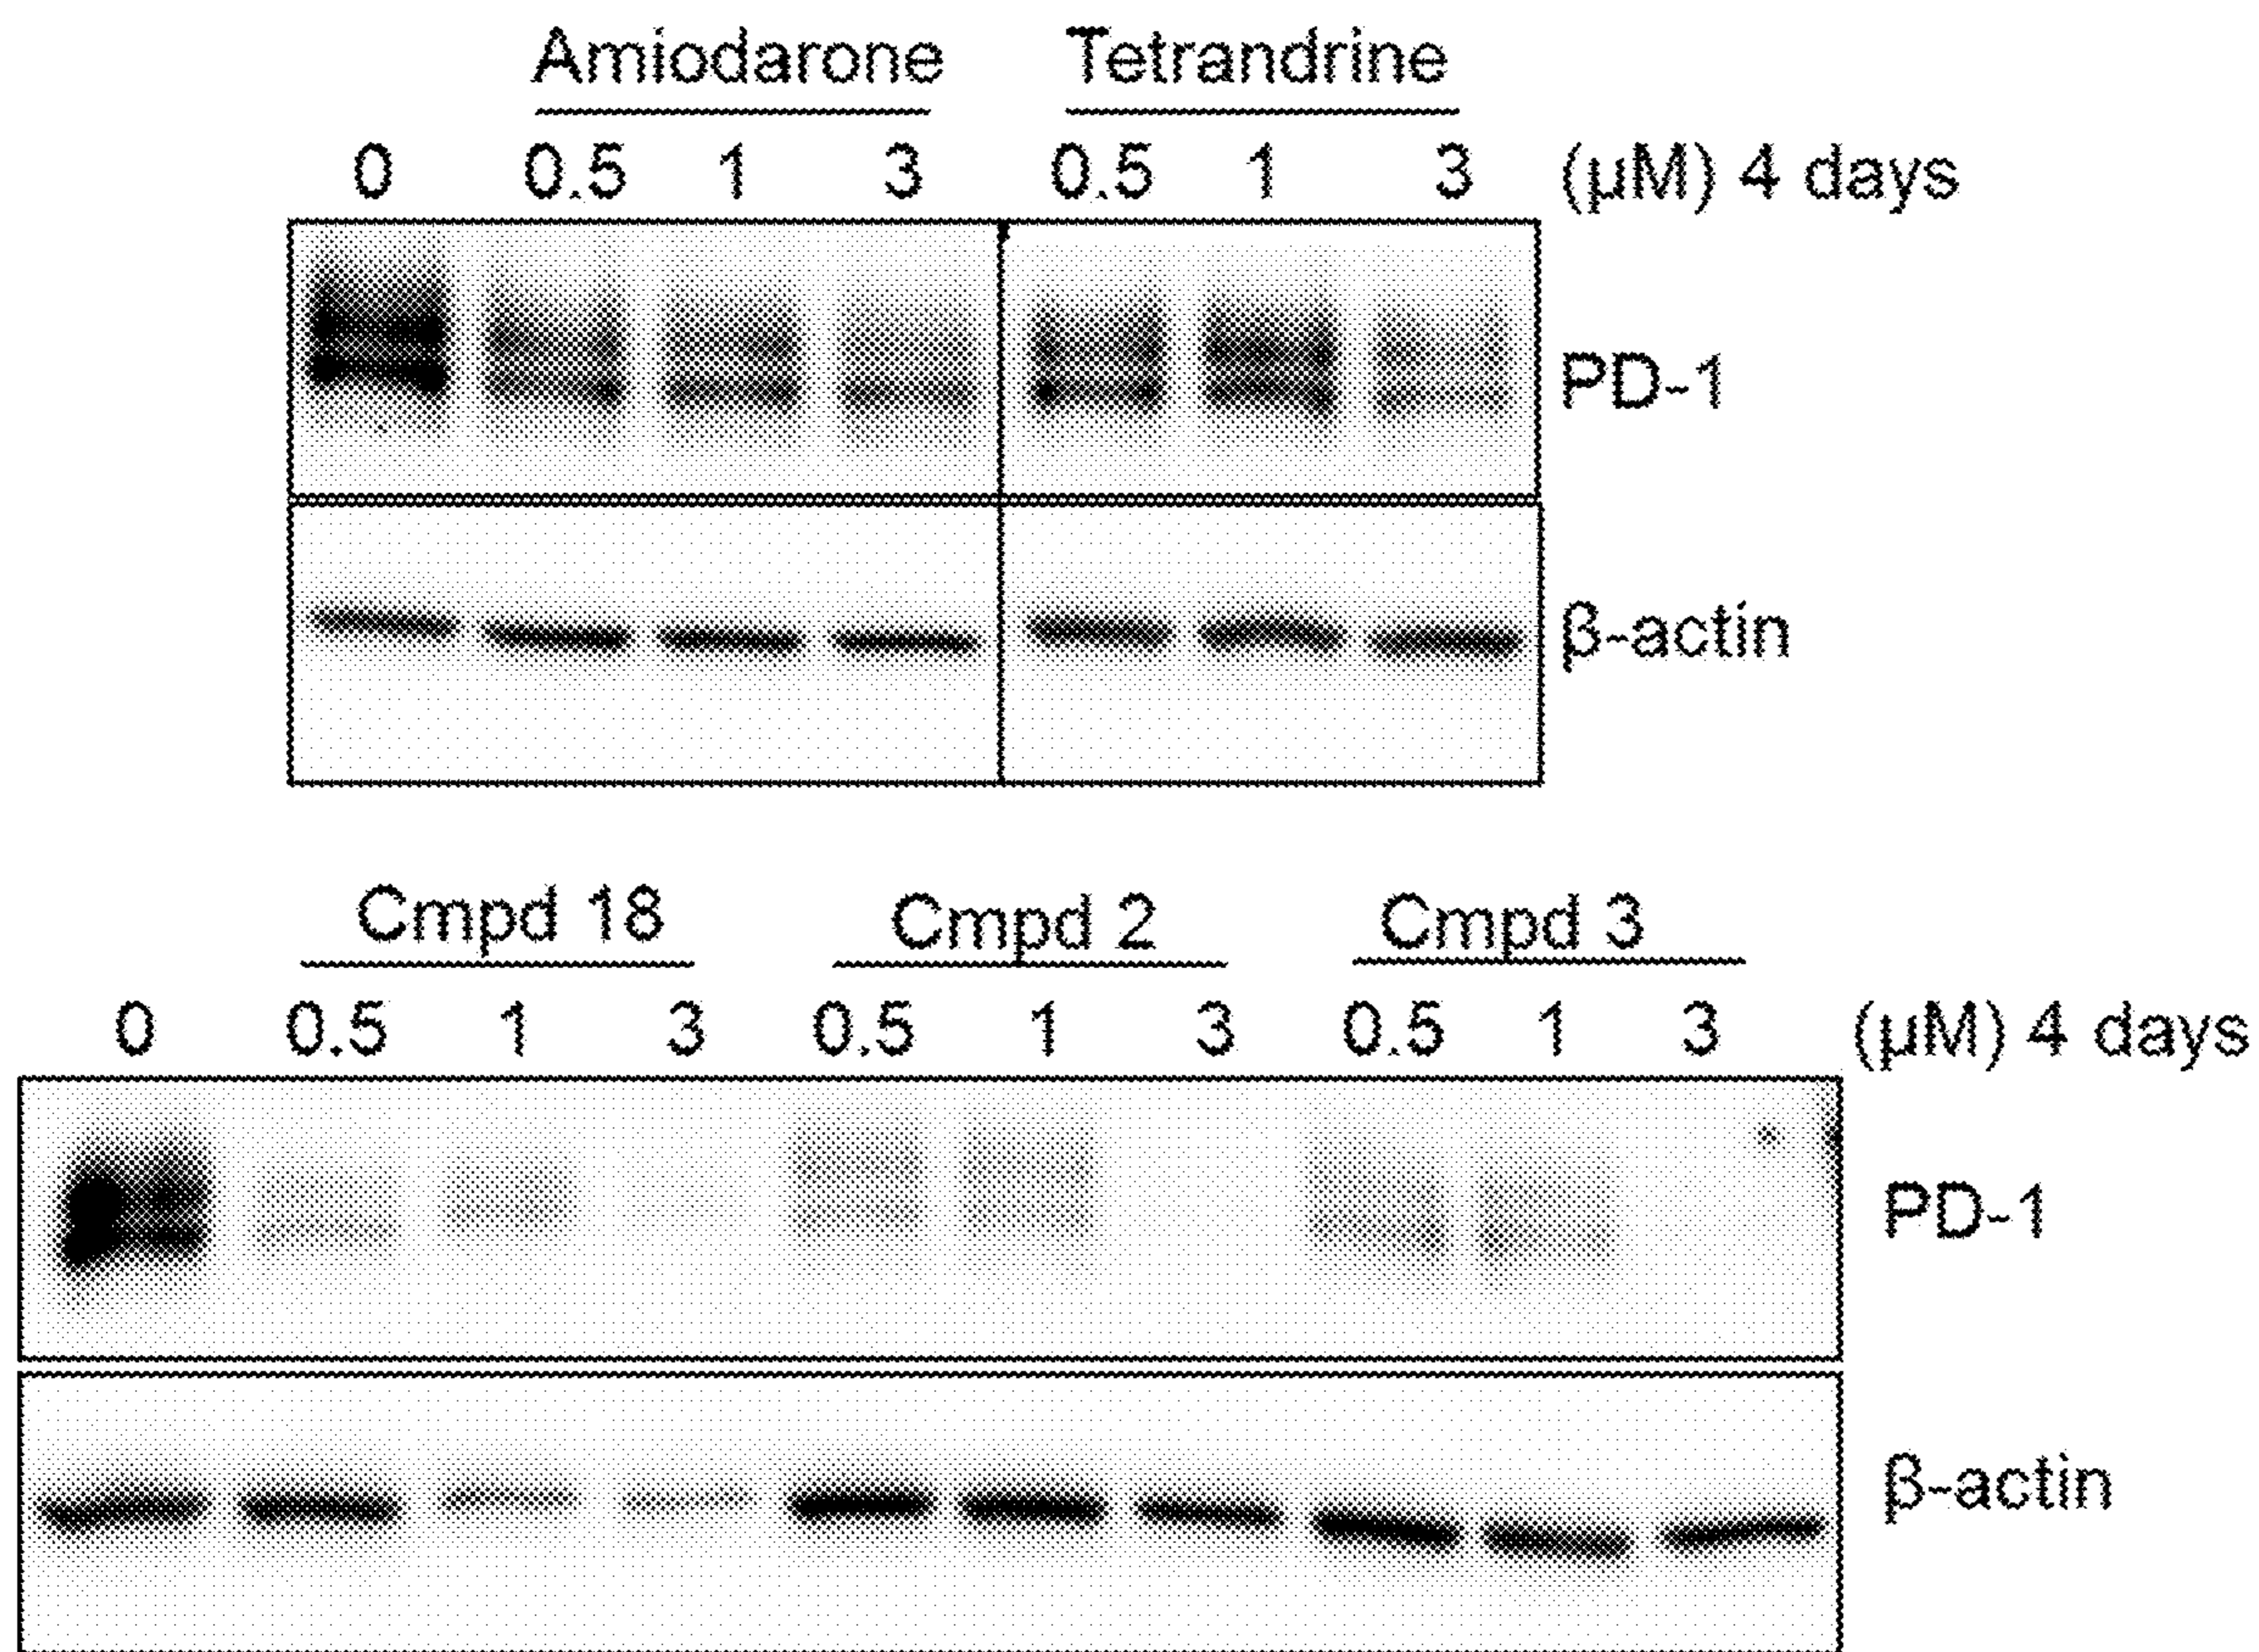 Amiodarone Tetrandrine
0 0.5 1 3 0.5 1 3 (µM) 4 days
PD-1
β-actin
Cmpd 18 Cmpd 2 Cmpd 3
0 0.5 1 3 0.5 1 3 0.5 1 3 (µM) 4 days
PD-1
β-actin